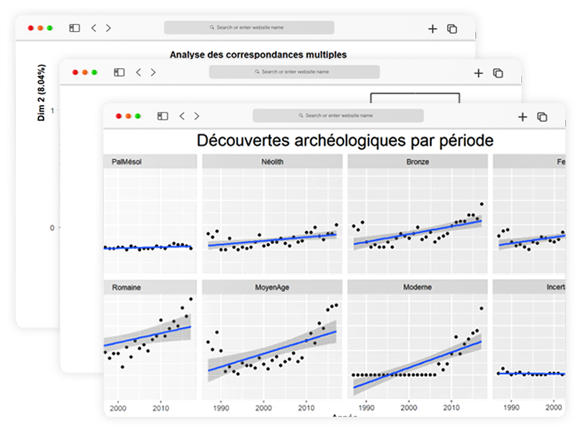 Search or enter website name
Analyse des correspondances multiples
Dim 2 (8.04%)
1
0
Search or enter website name
Search or enter website name
Découvertes archéologiques par période
PalMésol Néolith Bronze Fe
Romaine MoyenAge Moderne Incert
2000 2010 1990 2000 2010 1990 2000 2010 1990 2000
Année